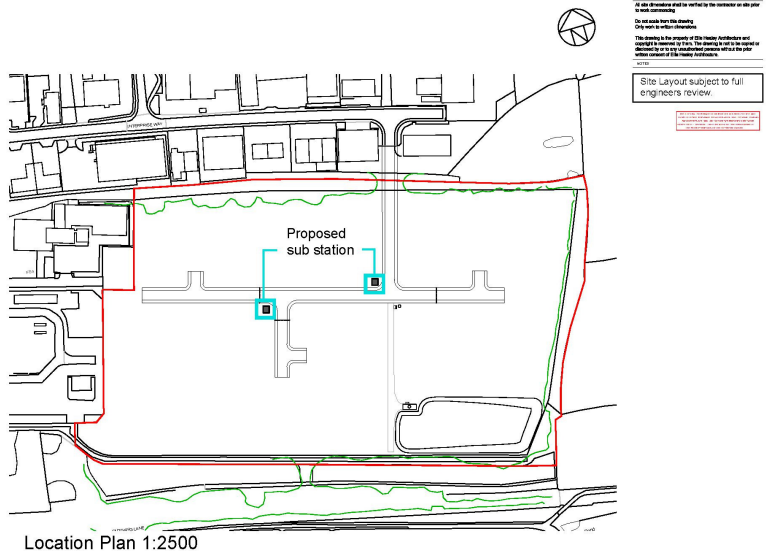 All site dimensions shall be verified by the contractor on site prior
to work commencing
Do not scale from this drawing
Only work to written dimensions
This drawing is the property of Ellis Healey Architecture and
copyright is reserved by them. The drawing is not to be copied or
disclosed by or to any unauthorised persons without the prior
written consent of Ellis Healey Architecture.
NOTES
Site Layout subject to full
engineers review.
ENTERPRISE WAY
Proposed
sub station
Location Plan 1:2500